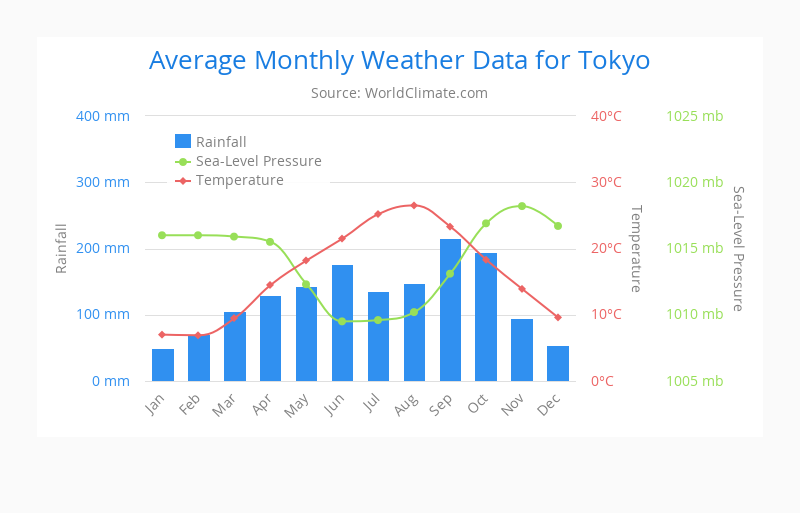 Average Monthly Weather Data for Tokyo
Source: WorldClimate.com
400 mm
300 mm
200 mm
100 mm
0 mm
Rainfall
Rainfall
Sea-Level Pressure
Temperature
40°C
30°C
20°C
10°C
0°C
Temperature
1025 mb
1020 mb
1015 mb
1010 mb
1005 mb
Sea-Level Pressure
Jan
Feb
Mar
Apr
May
Jun
Jul
Aug
Sep
Oct
Nov
Dec